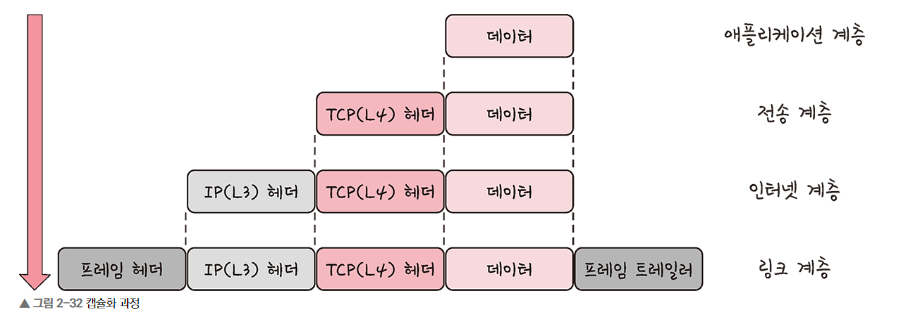 데이터 애플리케이션 계층
TCP(L4) 헤더 데이터 전송 계층
IP(L3) 헤더 TCP(L4) 헤더 데이터 인터넷 계층
프레임 헤더 IP(L3) 헤더 TCP(L4) 헤더 데이터 프레임 트레일러 링크 계층
▲ 그림 2-32 캡슐화 과정